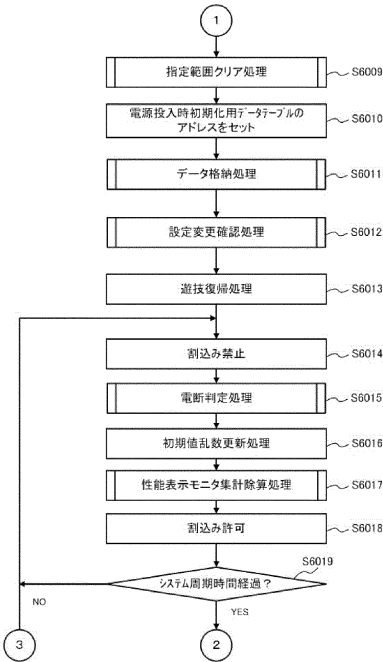 1
指定範囲クリア処理
S6009
電源投入時初期化用データテーブルの
アドレスをセット
S6010
データ格納処理
S6011
設定変更確認処理
S6012
遊技復帰処理
S6013
割込み禁止
S6014
電断判定処理
S6015
初期値乱数更新処理
S6016
性能表示モニタ集計除算処理
S6017
割込み許可
S6018
S6019
システム周期時間経過?
NO
YES
3
2